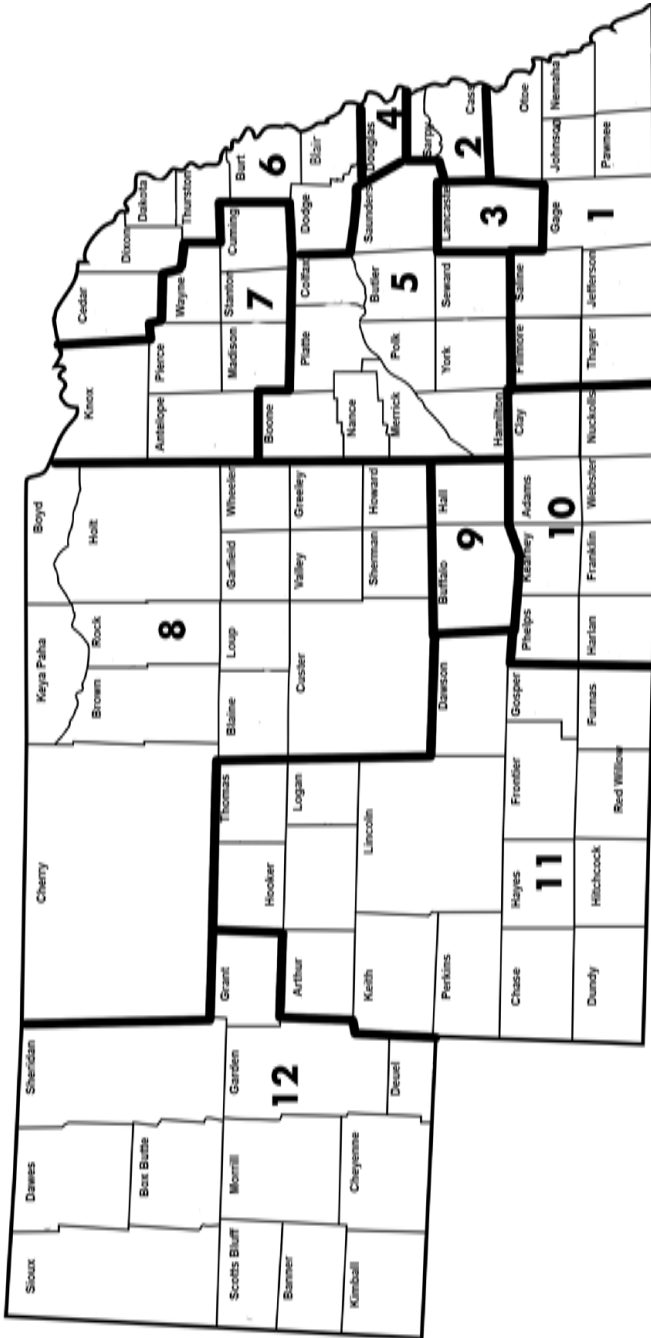 Sioux
Dawes
Sheridan
Cherry
Keya Paha
Boyd
Box Butte
Brown
Rock
Holt
8
Knox
Cedar
Dixon
Dakota
Antelope
Pierce
Wayne
Thurston
Scotts Bluff
Morrill
Garden
Grant
Hooker
Thomas
Blaine
Loup
Garfield
Wheeler
Boone
Madison
Stanton
Cuming
Burt
7
6
Banner
12
Arthur
Logan
Custer
Valley
Greeley
Platte
Colfax
Dodge
Blair
Kimball
Cheyenne
Deuel
Keith
Lincoln
Sherman
Howard
Nance
Merrick
Polk
Butler
Saunders
Douglas
4
5
Perkins
Dawson
Buffalo
Hall
9
Hamilton
York
Seward
Lancaster
Sarpy
Cass
3
2
Chase
Hayes
Frontier
Gosper
Phelps
Kearney
Adams
Clay
Fillmore
Saline
Otoe
11
10
Gage
Johnson
Nemaha
Dundy
Hitchcock
Red Willow
Furnas
Harlan
Franklin
Webster
Nuckolls
Thayer
Jefferson
1
Pawnee